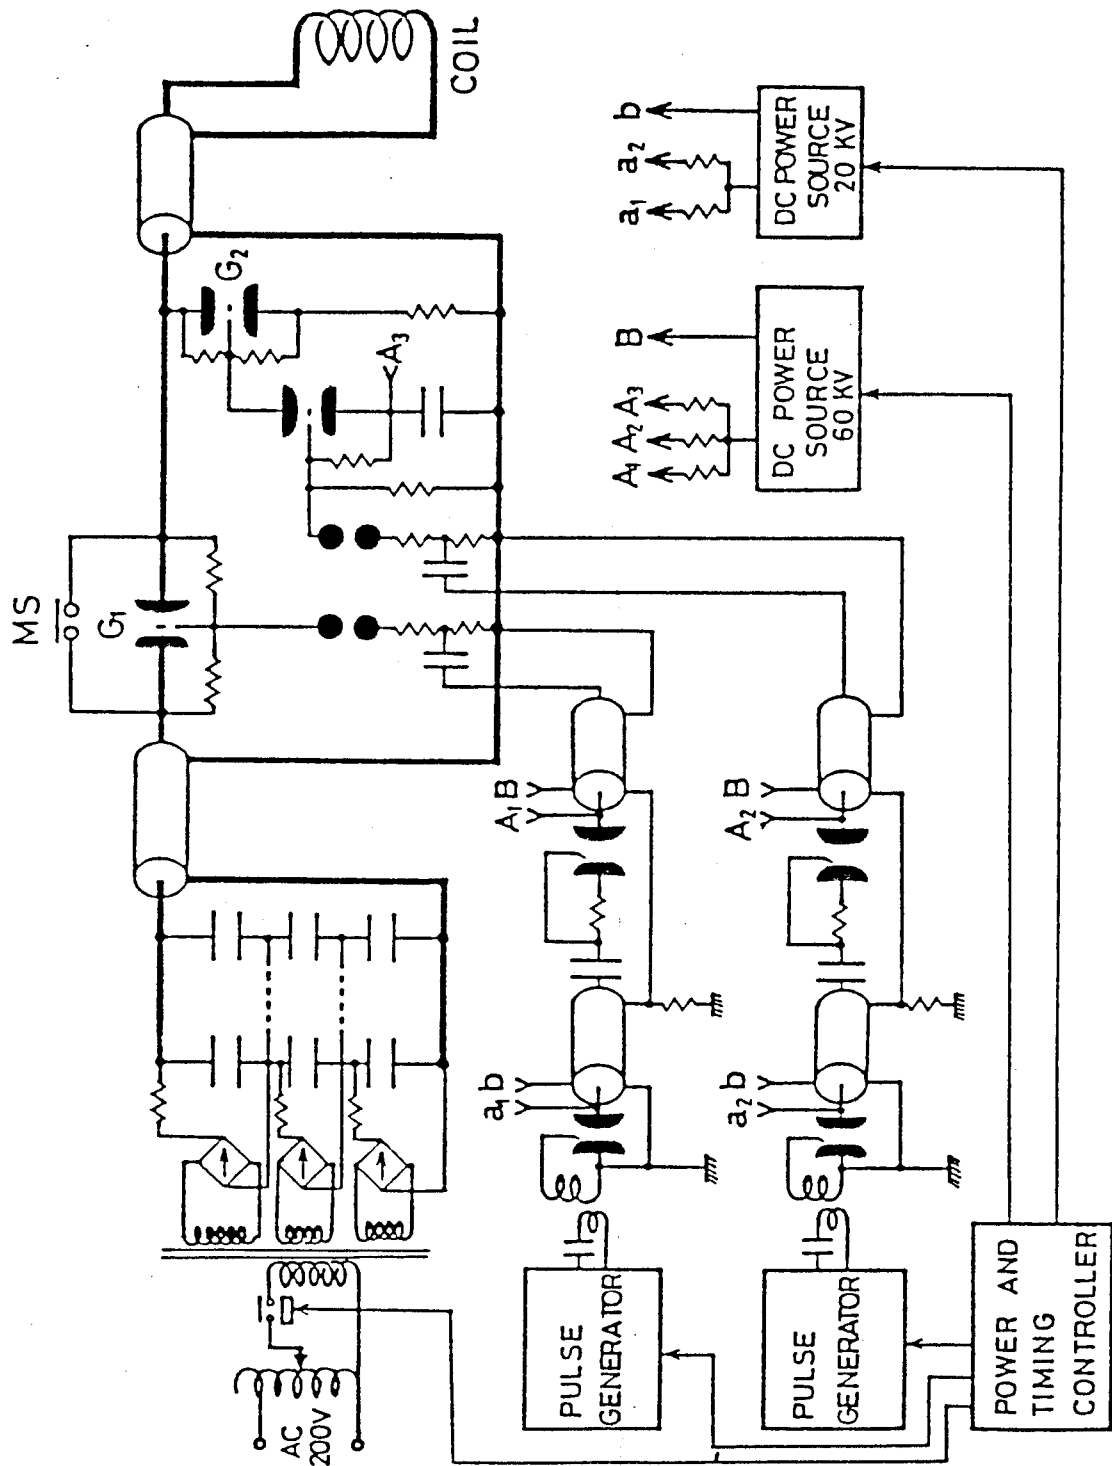 MS
G₁
G₂
COIL
A₃
AC
200V
A₁ B
A₂ B
a₁ b
a₂ b
PULSE
GENERATOR
PULSE
GENERATOR
POWER AND
TIMING
CONTROLLER
A₁ A₂ A₃ B
DC POWER
SOURCE
60 KV
a₁ a₂ b
DC POWER
SOURCE
20 KV